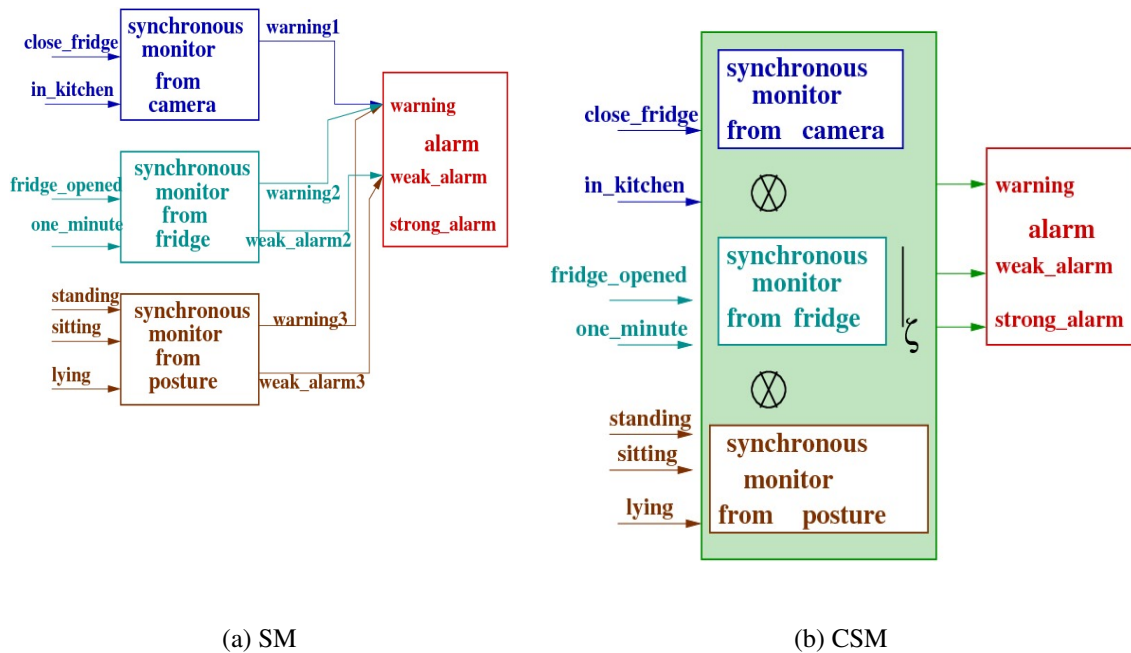 synchronous
monitor
from
camera
close_fridge
in_kitchen
warning1
synchronous
monitor
from
fridge
fridge_opened
one_minute
warning2
weak_alarm2
synchronous
monitor
from
posture
standing
sitting
lying
warning3
weak_alarm3
warning
alarm
weak_alarm
strong_alarm
(a) SM
synchronous
monitor
from camera
close_fridge
in_kitchen
⊗
synchronous
monitor
from fridge
fridge_opened
one_minute
ζ
⊗
synchronous
monitor
from posture
standing
sitting
lying
warning
alarm
weak_alarm
strong_alarm
(b) CSM